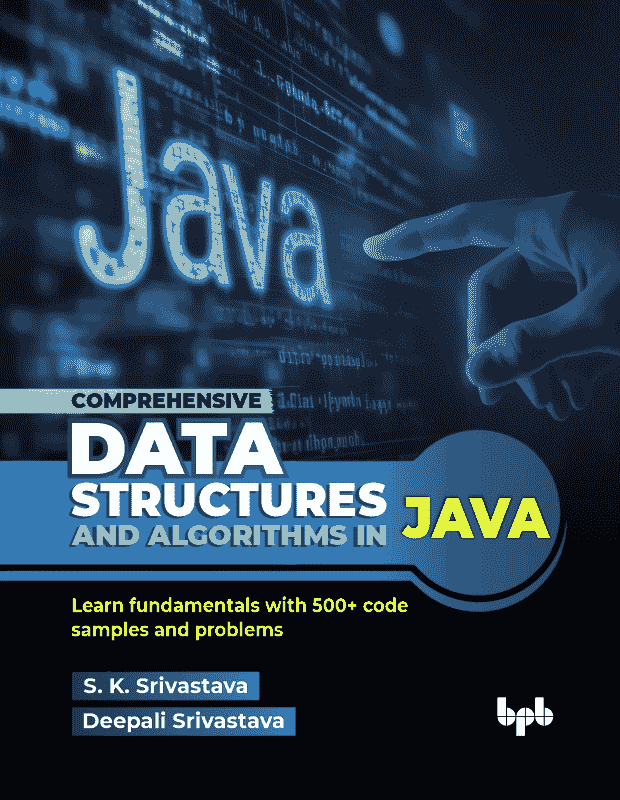 Java
COMPREHENSIVE
DATA
STRUCTURES
AND ALGORITHMS IN
JAVA
Learn fundamentals with 500+ code
samples and problems
S. K. Srivastava
Deepali Srivastava
bpb